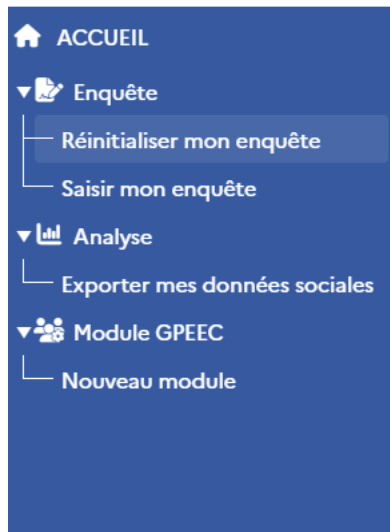 ACCUEIL
Enquête
Réinitialiser mon enquête
Saisir mon enquête
Analyse
Exporter mes données sociales
Module GPEEC
Nouveau module